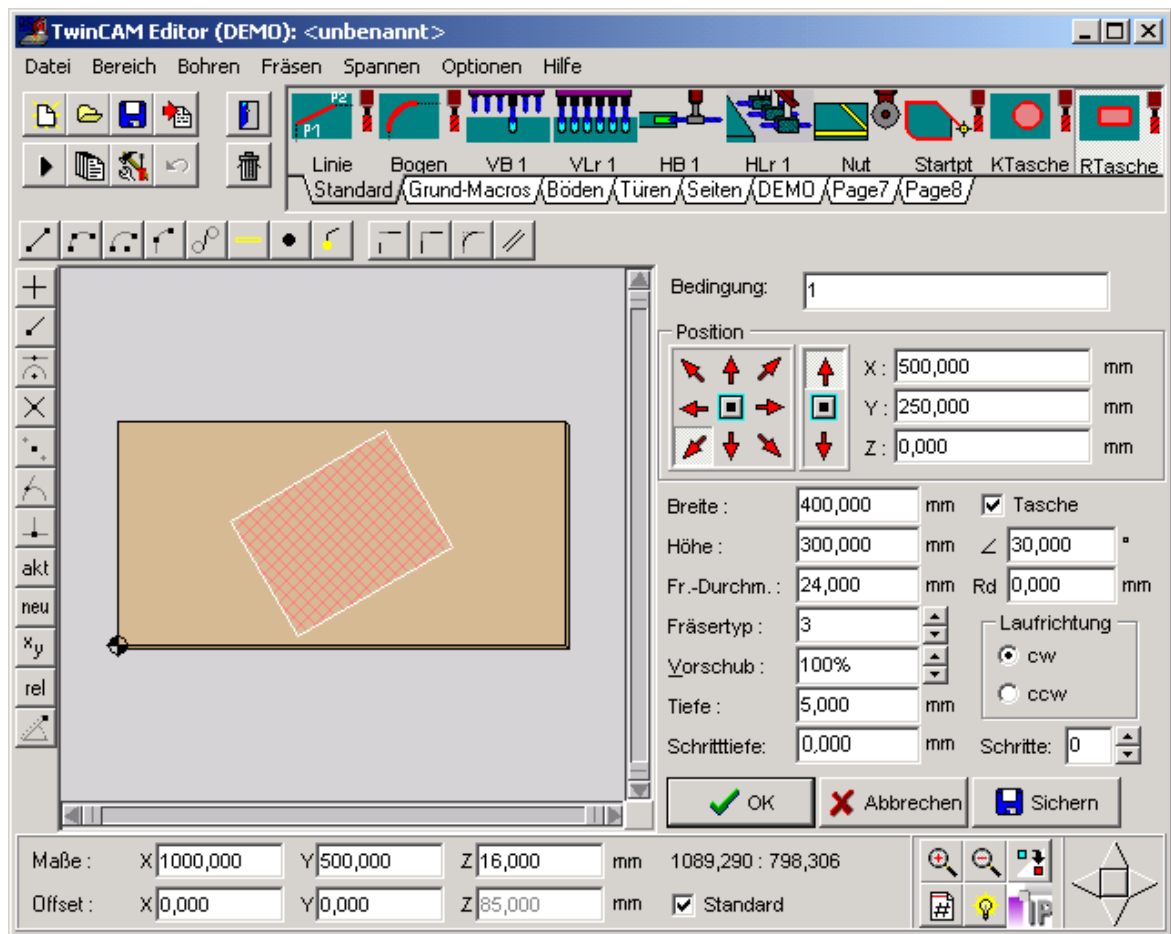 TwinCAM Editor (DEMO): <unbenannt>
Datei Bereich Bohren Fräsen Spannen Optionen Hilfe
P2
P1
Linie Bogen VB 1 VLr 1 HB 1 HLr 1 Nut Startpt KTasche RTasche
Standard Grund-Macros Böden Türen Seiten DEMO Page7 Page8
Bedingung: 1
Position
X : 500,000 mm
Y : 250,000 mm
Z : 0,000 mm
Breite : 400,000 mm Tasche
Höhe : 300,000 mm ∠ 30,000 °
Fr.-Durchm. : 24,000 mm Rd 0,000 mm
Fräsertyp : 3 Laufrichtung
cw
Vorschub : 100%
ccw
Tiefe : 5,000 mm
Schritttiefe: 0,000 mm Schritte: 0
akt
neu
xy
rel
OK Abbrechen Sichern
Maße : X 1000,000 Y 500,000 Z 16,000 mm 1089,290 : 798,306
Offset : X 0,000 Y 0,000 Z 85,000 mm Standard
#
IP